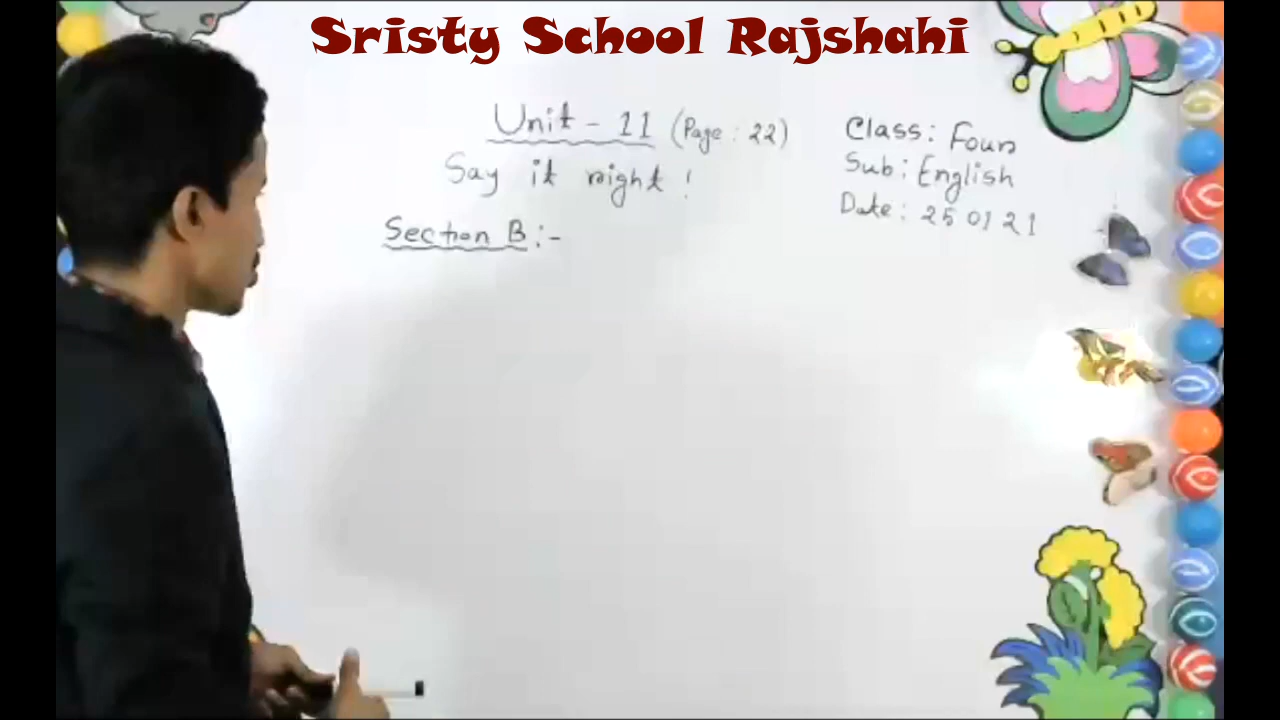 Sristy School Rajshahi
Unit - 11 (Page : 22)
Say it right !
Section B :-
Class: Four
Sub : English
Date : 25 01 21